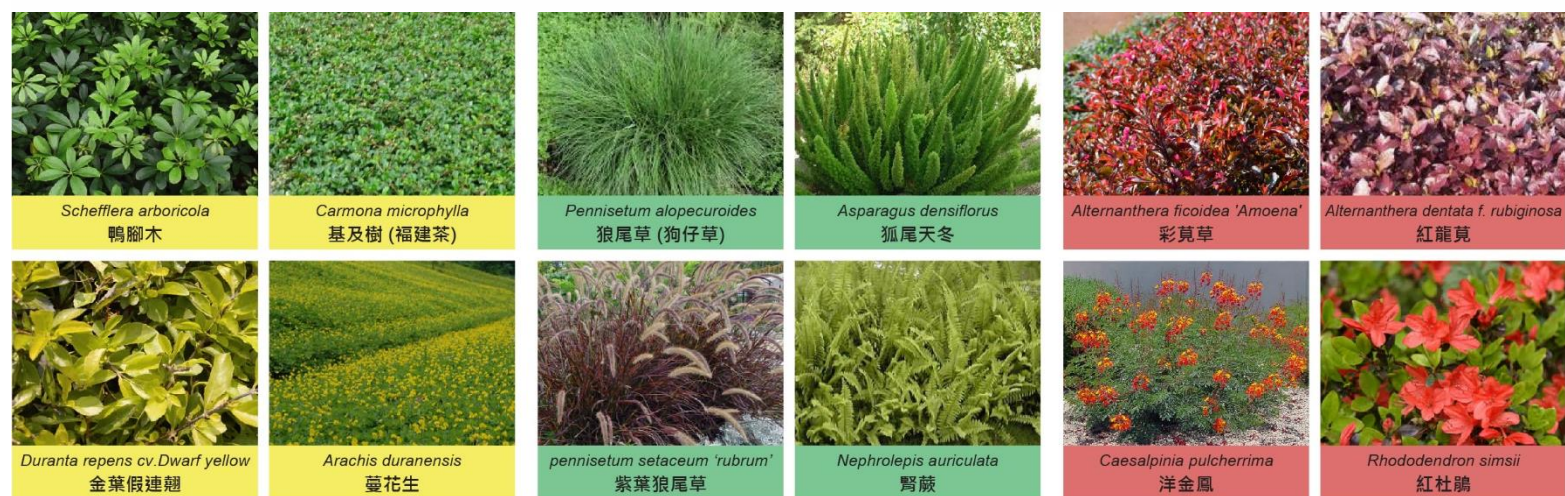 Schefflera arboricola
鴨腳木
Carmona microphylla
基及樹 (福建茶)
Pennisetum alopecuroides
狼尾草 (狗仔草)
Asparagus densiflorus
狐尾天冬
Alternanthera ficoidea 'Amoena'
彩莧草
Alternanthera dentata f. rubiginosa
紅龍莧
Duranta repens cv.Dwarf yellow
金葉假連翹
Arachis duranensis
蔓花生
pennisetum setaceum ‘rubrum’
紫葉狼尾草
Nephrolepis auriculata
腎蕨
Caesalpinia pulcherrima
洋金鳳
Rhododendron simsii
紅杜鵑